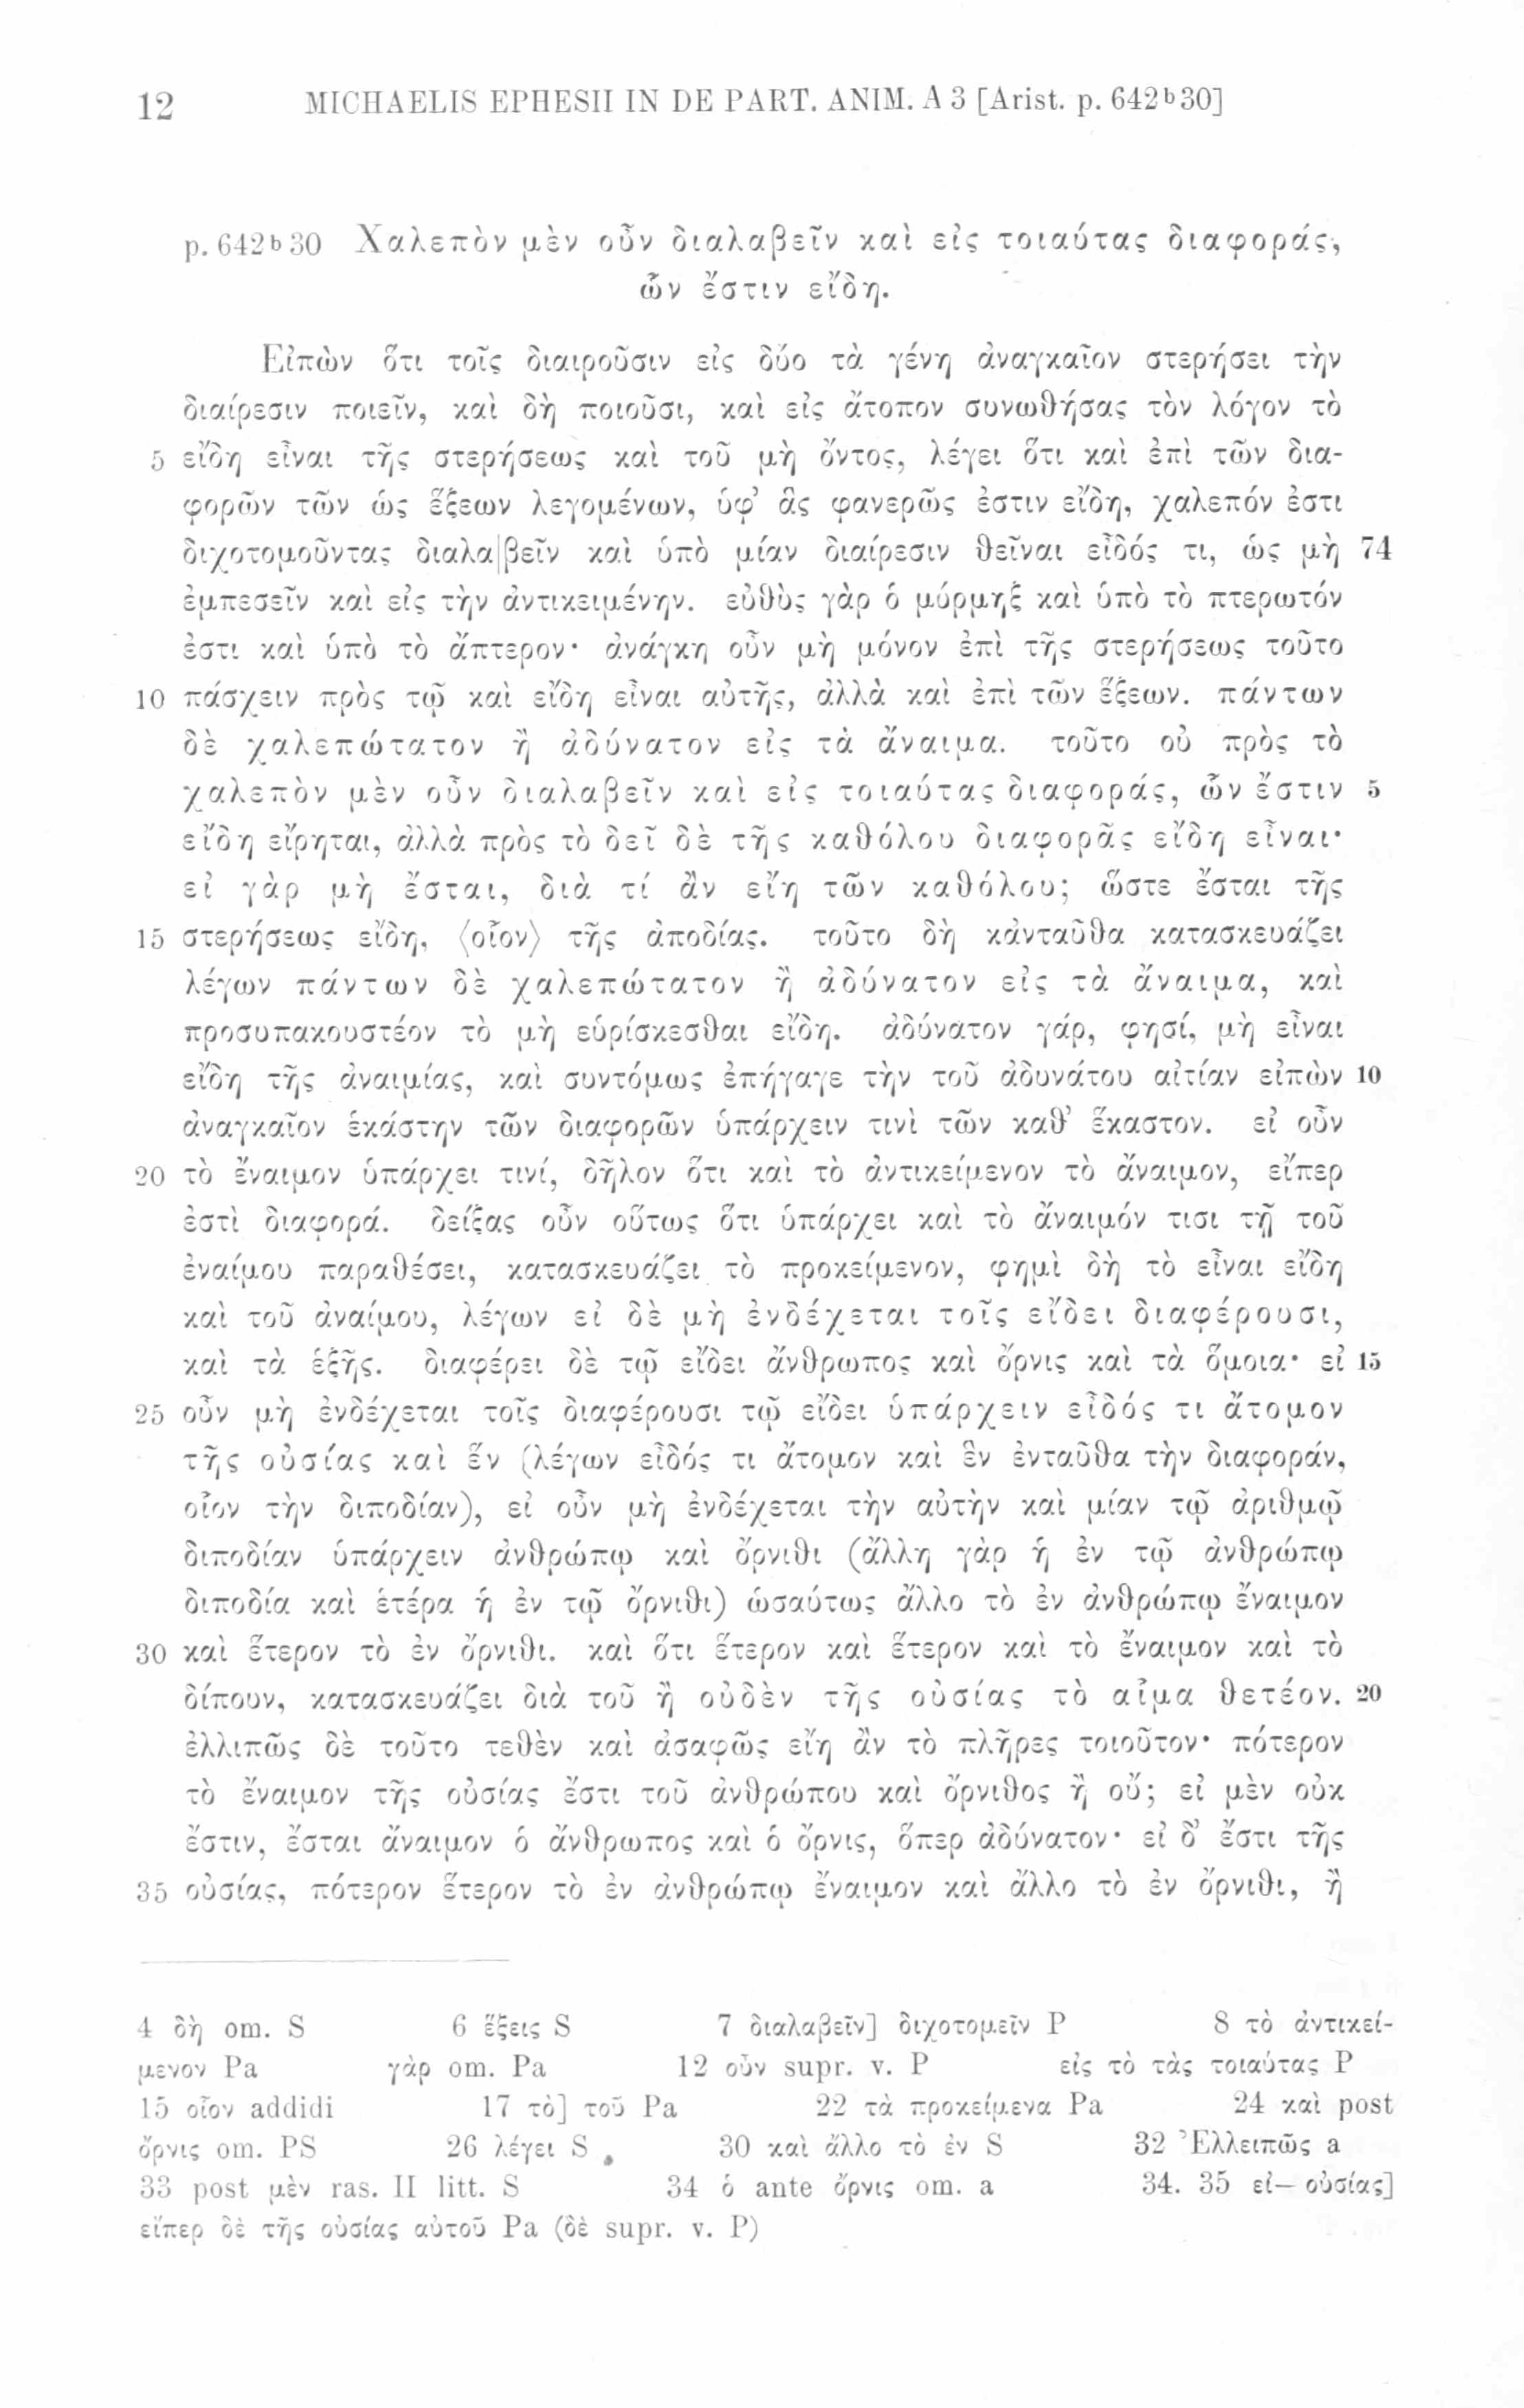 12 MICHAELIS EPHESII IN DE PART. ANIM. A 3 [Arist. p. 642b30]
p. 642b30 Χαλεπὸν μὲν οὖν διαλαβεῖν καὶ εἰς τοιαύτας διαφοράς,
ὧν ἔστιν εἴδη.
Εἰπὼν ὅτι τοῖς διαιροῦσιν εἰς δύο τὰ γένη ἀναγκαῖον στερήσει τὴν
διαίρεσιν ποιεῖν, καὶ δὴ ποιοῦσι, καὶ εἰς ἄτοπον συνωθήσας τὸν λόγον τὸ
5 εἴδη εἶναι τῆς στερήσεως καὶ τοῦ μὴ ὄντος, λέγει ὅτι καὶ ἐπὶ τῶν δια-
φορῶν τῶν ὡς ἕξεων λεγομένων, ὑφ’ ἃς φανερῶς ἐστιν εἴδη, χαλεπόν ἐστι
διχοτομοῦντας διαλα|βεῖν καὶ ὑπὸ μίαν διαίρεσιν θεῖναι εἶδός τι, ὡς μὴ 74
ἐμπεσεῖν καὶ εἰς τὴν ἀντικειμένην. εὐθὺς γὰρ ὁ μύρμηξ καὶ ὑπὸ τὸ πτερωτόν
ἐστι καὶ ὑπὸ τὸ ἄπτερον· ἀνάγκη οὖν μὴ μόνον ἐπὶ τῆς στερήσεως τοῦτο
10 πάσχειν πρὸς τῷ καὶ εἴδη εἶναι αὐτῆς, ἀλλὰ καὶ ἐπὶ τῶν ἕξεων. πάντων
δὲ χαλεπώτατον ἢ ἀδύνατον εἰς τὰ ἄναιμα. τοῦτο οὐ πρὸς τὸ
χαλεπὸν μὲν οὖν διαλαβεῖν καὶ εἰς τοιαύτας διαφοράς, ὧν ἔστιν 5
εἴδη εἴρηται, ἀλλὰ πρὸς τὸ δεῖ δὲ τῆς καθόλου διαφορᾶς εἴδη εἶναι·
εἰ γὰρ μὴ ἔσται, διὰ τί ἂν εἴη τῶν καθόλου; ὥστε ἔσται τῆς
15 στερήσεως εἴδη, ⟨οἷον⟩ τῆς ἀποδίας. τοῦτο δὴ κἀνταῦθα κατασκευάζει
λέγων πάντων δὲ χαλεπώτατον ἢ ἀδύνατον εἰς τὰ ἄναιμα, καὶ
προσυπακουστέον τὸ μὴ εὑρίσκεσθαι εἴδη. ἀδύνατον γάρ, φησί, μὴ εἶναι
εἴδη τῆς ἀναιμίας, καὶ συντόμως ἐπήγαγε τὴν τοῦ ἀδυνάτου αἰτίαν εἰπὼν 10
ἀναγκαῖον ἑκάστην τῶν διαφορῶν ὑπάρχειν τινὶ τῶν καθ’ ἕκαστον. εἰ οὖν
20 τὸ ἔναιμον ὑπάρχει τινί, δῆλον ὅτι καὶ τὸ ἀντικείμενον τὸ ἄναιμον, εἴπερ
ἐστὶ διαφορά. δείξας οὖν οὕτως ὅτι ὑπάρχει καὶ τὸ ἄναιμόν τισι τῇ τοῦ
ἐναίμου παραθέσει, κατασκευάζει τὸ προκείμενον, φημὶ δὴ τὸ εἶναι εἴδη
καὶ τοῦ ἀναίμου, λέγων εἰ δὲ μὴ ἐνδέχεται τοῖς εἴδει διαφέρουσι,
καὶ τὰ ἑξῆς. διαφέρει δὲ τῷ εἴδει ἄνθρωπος καὶ ὄρνις καὶ τὰ ὅμοια· εἰ 15
25 οὖν μὴ ἐνδέχεται τοῖς διαφέρουσι τῷ εἴδει ὑπάρχειν εἶδός τι ἄτομον
τῆς οὐσίας καὶ ἕν (λέγων εἶδός τι ἄτομον καὶ ἓν ἐνταῦθα τὴν διαφοράν,
οἷον τὴν διποδίαν), εἰ οὖν μὴ ἐνδέχεται τὴν αὐτὴν καὶ μίαν τῷ ἀριθμῷ
διποδίαν ὑπάρχειν ἀνθρώπῳ καὶ ὄρνιθι (ἄλλη γὰρ ἡ ἐν τῷ ἀνθρώπῳ
διποδία καὶ ἑτέρα ἡ ἐν τῷ ὄρνιθι) ὡσαύτως ἄλλο τὸ ἐν ἀνθρώπῳ ἔναιμον
30 καὶ ἕτερον τὸ ἐν ὄρνιθι. καὶ ὅτι ἕτερον καὶ ἕτερον καὶ τὸ ἔναιμον καὶ τὸ
δίπουν, κατασκευάζει διὰ τοῦ ἢ οὐδὲν τῆς οὐσίας τὸ αἷμα θετέον. 20
ἐλλιπῶς δὲ τοῦτο τεθὲν καὶ ἀσαφῶς εἴη ἂν τὸ πλῆρες τοιοῦτον· πότερον
τὸ ἔναιμον τῆς οὐσίας ἔστι τοῦ ἀνθρώπου καὶ ὄρνιθος ἢ οὔ; εἰ μὲν οὐκ
ἔστιν, ἔσται ἄναιμον ὁ ἄνθρωπος καὶ ὁ ὄρνις, ὅπερ ἀδύνατον· εἰ δ’ ἔστι τῆς
35 οὐσίας, πότερον ἕτερον τὸ ἐν ἀνθρώπῳ ἔναιμον καὶ ἄλλο τὸ ἐν ὄρνιθι, ἢ
4 δὴ om. S 6 ἕξεις S 7 διαλαβεῖν] διχοτομεῖν P 8 τὸ ἀντικεί-
μενον Pa γὰρ om. Pa 12 οὖν supr. v. P εἰς τὸ τὰς τοιαύτας P
15 οἷον addidi 17 τὸ] τοῦ Pa 22 τὰ προκείμενα Pa 24 καὶ post
ὄρνις om. PS 26 λέγει S 30 καὶ ἄλλο τὸ ἐν S 32 Ἐλλειπῶς a
33 post μὲν ras. II litt. S 34 ὁ ante ὄρνις om. a 34. 35 εἰ— οὐσίας]
εἴπερ δὲ τῆς οὐσίας αὐτοῦ Pa (δὲ supr. v. P)